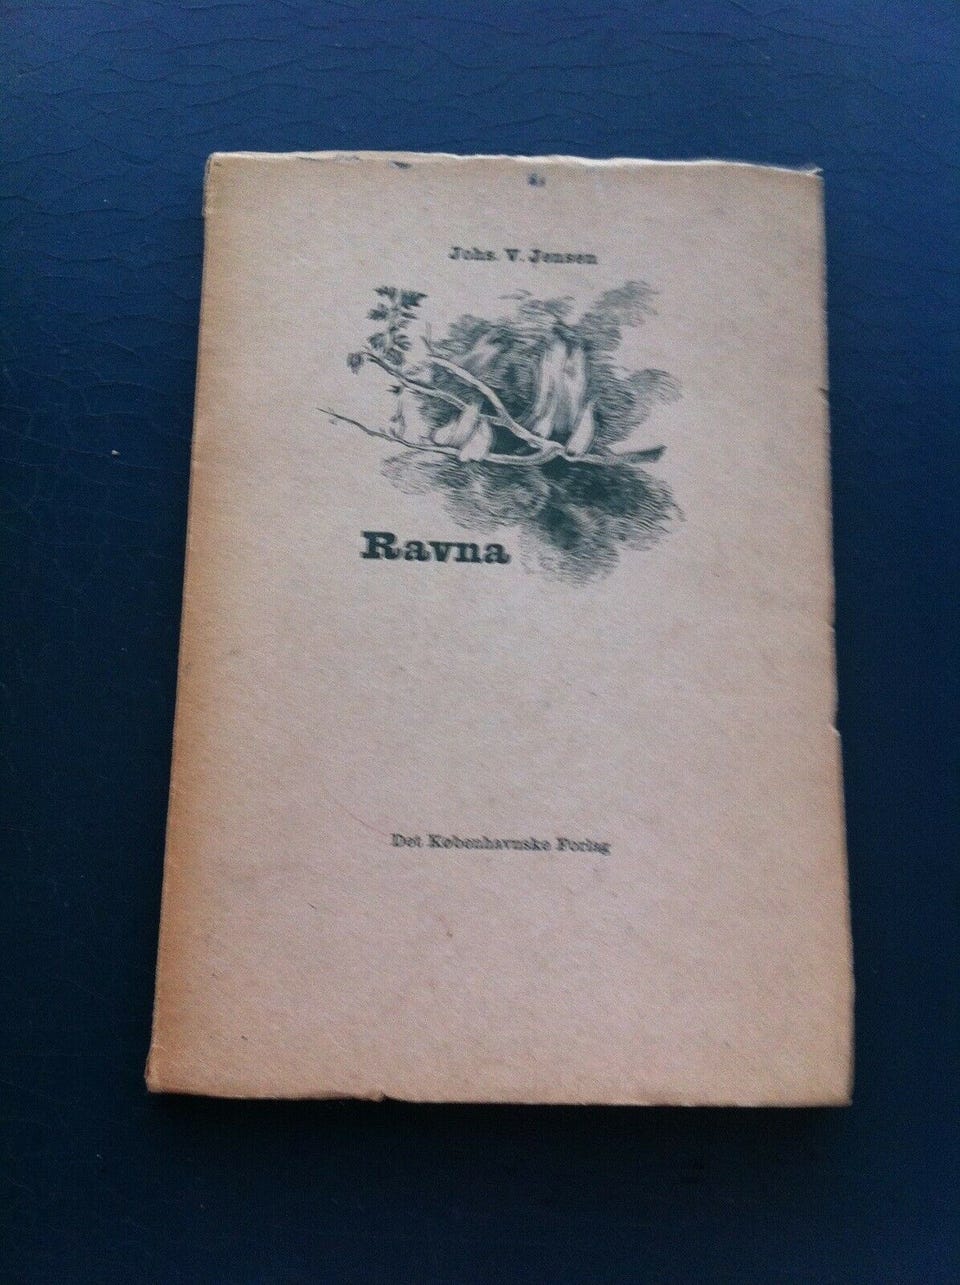 Johs. V. Jensen
Ravna
Det Københavnske Forlag